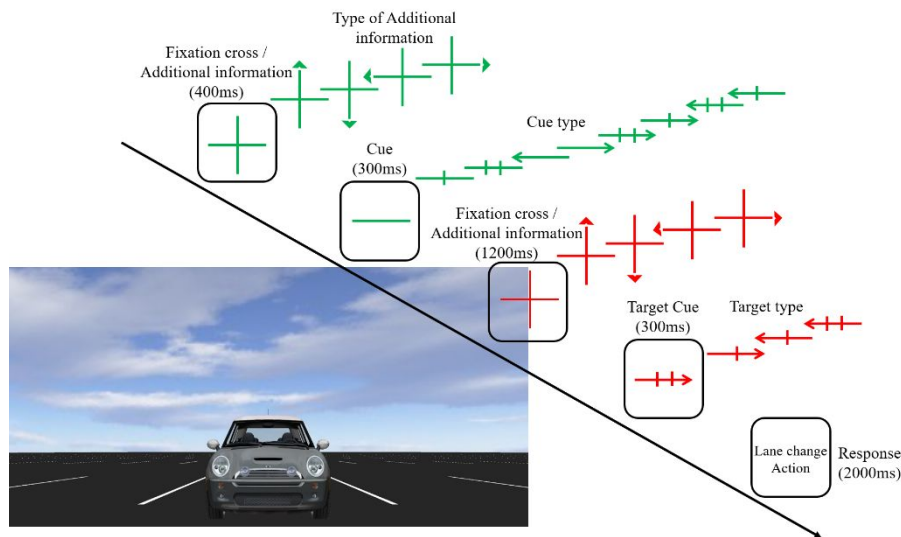 Type of Additional
information
Fixation cross /
Additional information
(400ms)
Cue type
Cue
(300ms)
Fixation cross /
Additional information
(1200ms)
Target Cue
(300ms)
Target type
Lane change
Action
Response
(2000ms)